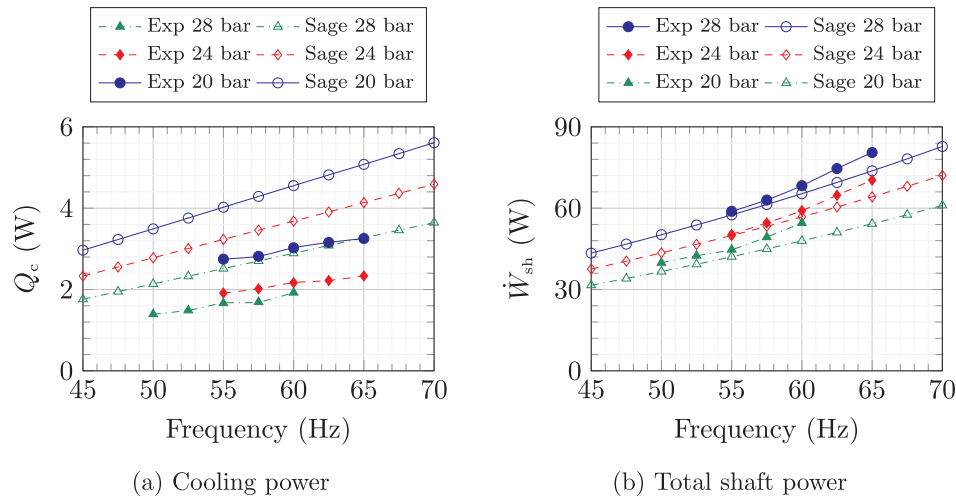 Exp 28 bar Sage 28 bar
Exp 24 bar Sage 24 bar
Exp 20 bar Sage 20 bar
6
4
2
0
45 50 55 60 65 70
Q_c (W)
Frequency (Hz)
(a) Cooling power
Exp 28 bar Sage 28 bar
Exp 24 bar Sage 24 bar
Exp 20 bar Sage 20 bar
90
60
30
0
45 50 55 60 65 70
Ẇ_sh (W)
Frequency (Hz)
(b) Total shaft power